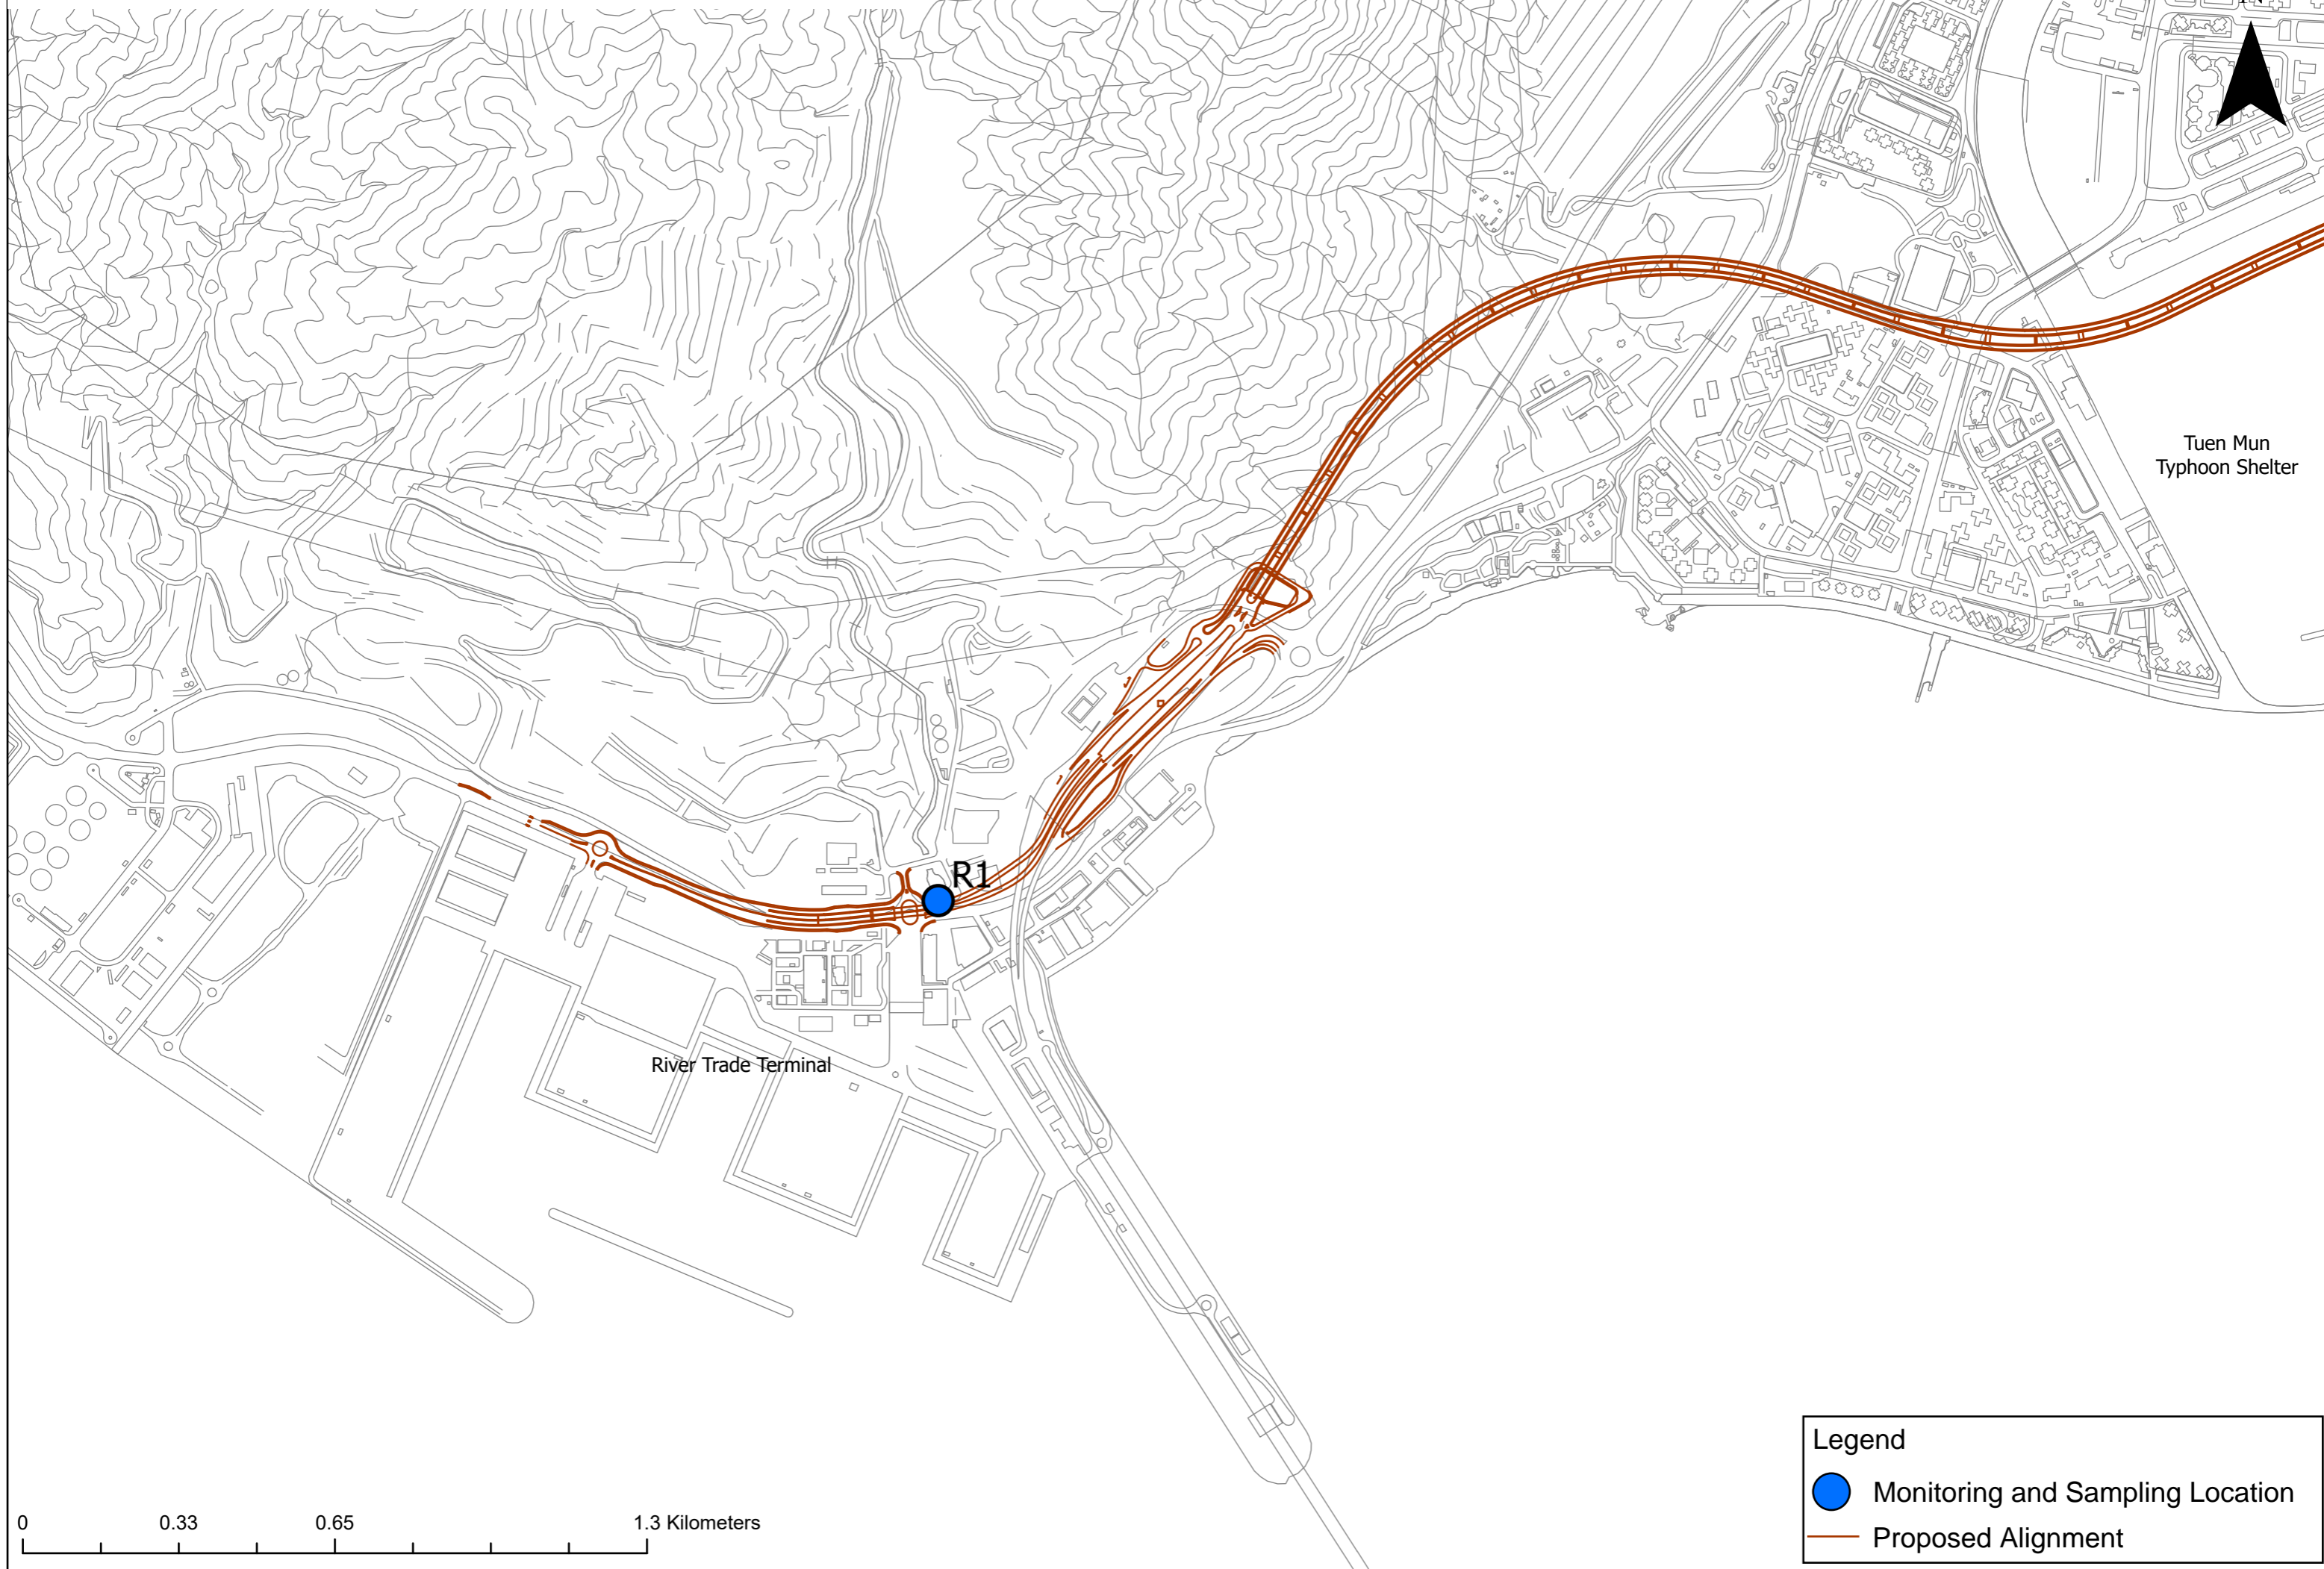 N
Tuen Mun
Typhoon Shelter
R1
River Trade Terminal
Legend
Monitoring and Sampling Location
Proposed Alignment
0 0.33 0.65 1.3 Kilometers